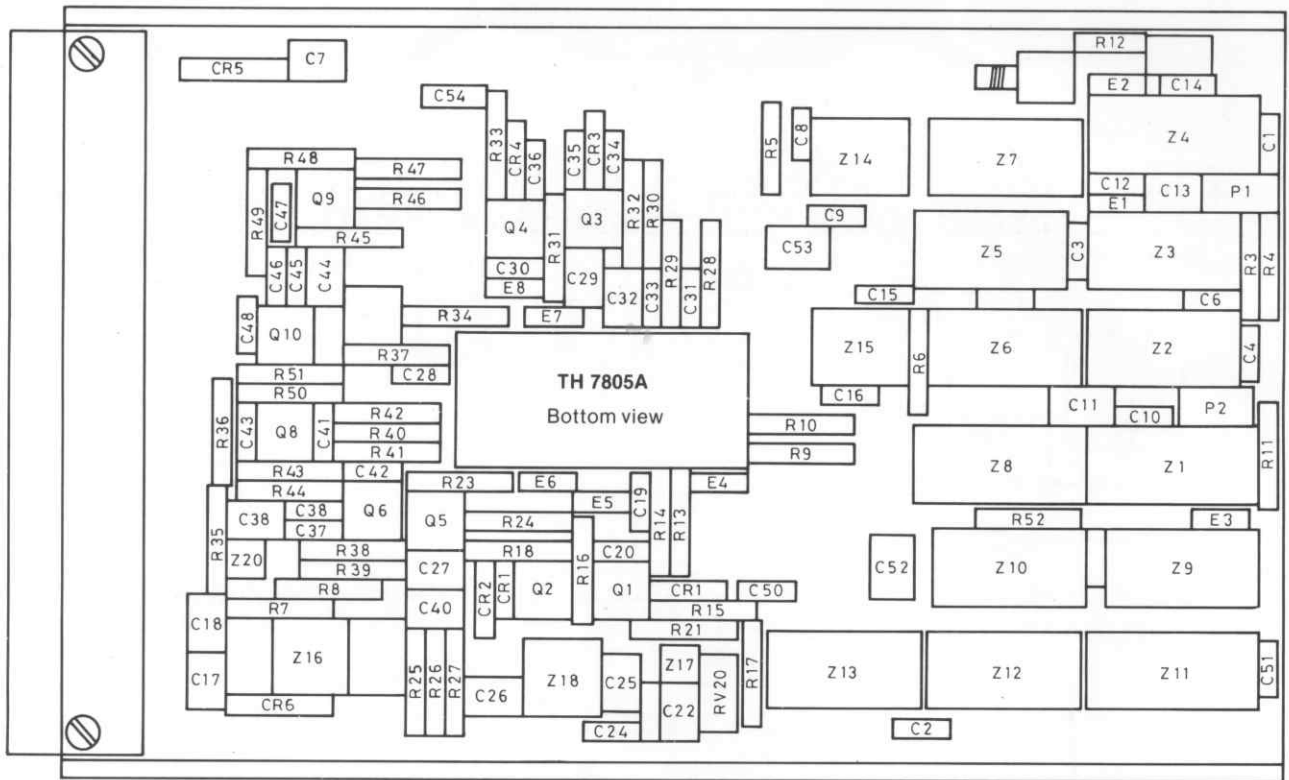 R12
C7
CR5
E2
C14
C54
R33
CR4
C36
C35
CR3
C34
R5
C8
Z14
Z7
Z4
C1
R48
R47
R46
R49
C47
Q9
R45
Q4
R31
Q3
R32
R30
C12
E1
C13
P1
C9
C53
Z5
C3
Z3
R3
R4
C46
C45
C44
C30
E8
C29
C32
C33
R29
C31
R28
C15
C6
C48
Q10
R34
E7
R37
C28
Z15
R6
Z6
Z2
C4
TH 7805A
Bottom view
R51
R50
C16
R36
C43
Q8
C41
R42
R40
R41
R10
R9
C11
C10
P2
R11
R43
R44
C42
R23
E6
E5
C19
R14
R13
E4
Z8
Z1
R35
C38
C38
C37
Q6
Q5
R24
R52
E3
Z20
R38
R39
R18
R16
C20
C52
Z10
Z9
C27
R8
R7
C40
CR2
CR1
Q2
Q1
CR1
C50
R15
R21
C18
C17
Z16
CR6
R25
R26
R27
C26
Z18
C25
Z17
C22
RV20
R17
C24
Z13
Z12
Z11
C51
C2